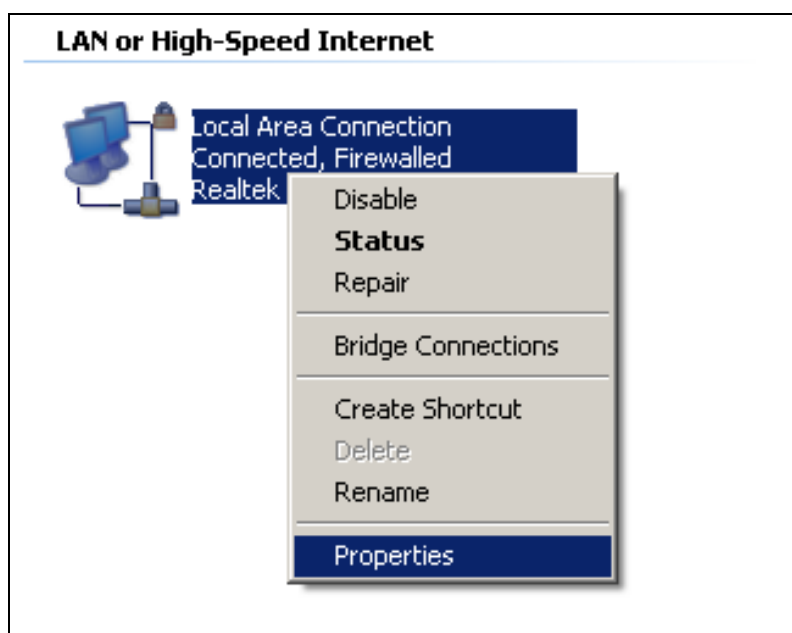 LAN or High-Speed Internet
Local Area Connection
Connected, Firewalled
Realtek
Disable
Status
Repair
Bridge Connections
Create Shortcut
Delete
Rename
Properties